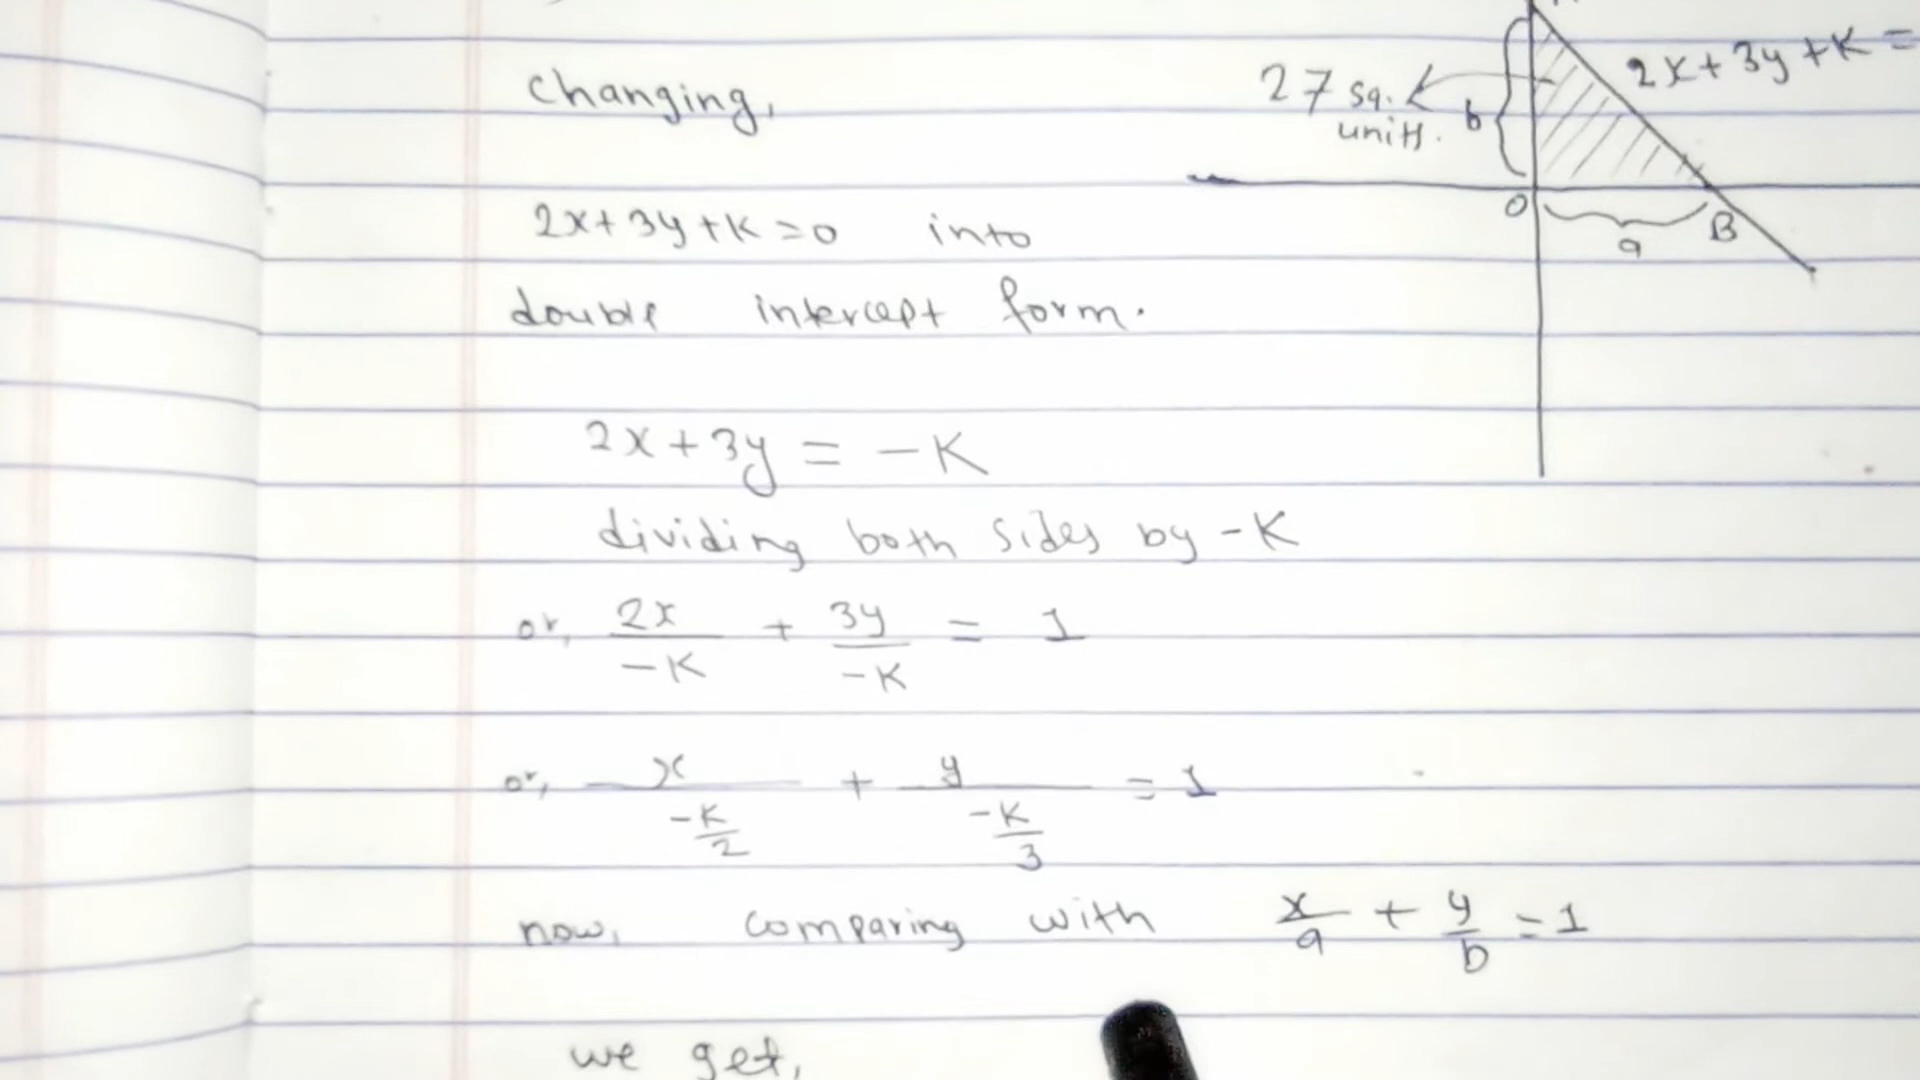 changing,
27 sq. units.
b
2x+3y+K=
O
a
B
2x+3y+K=0 into
double intercept form.
2x+3y = -K
dividing both sides by -K
or, 2x/-K + 3y/-K = 1
or, x/(-K/2) + y/(-K/3) = 1
now, comparing with x/a + y/b = 1
we get,